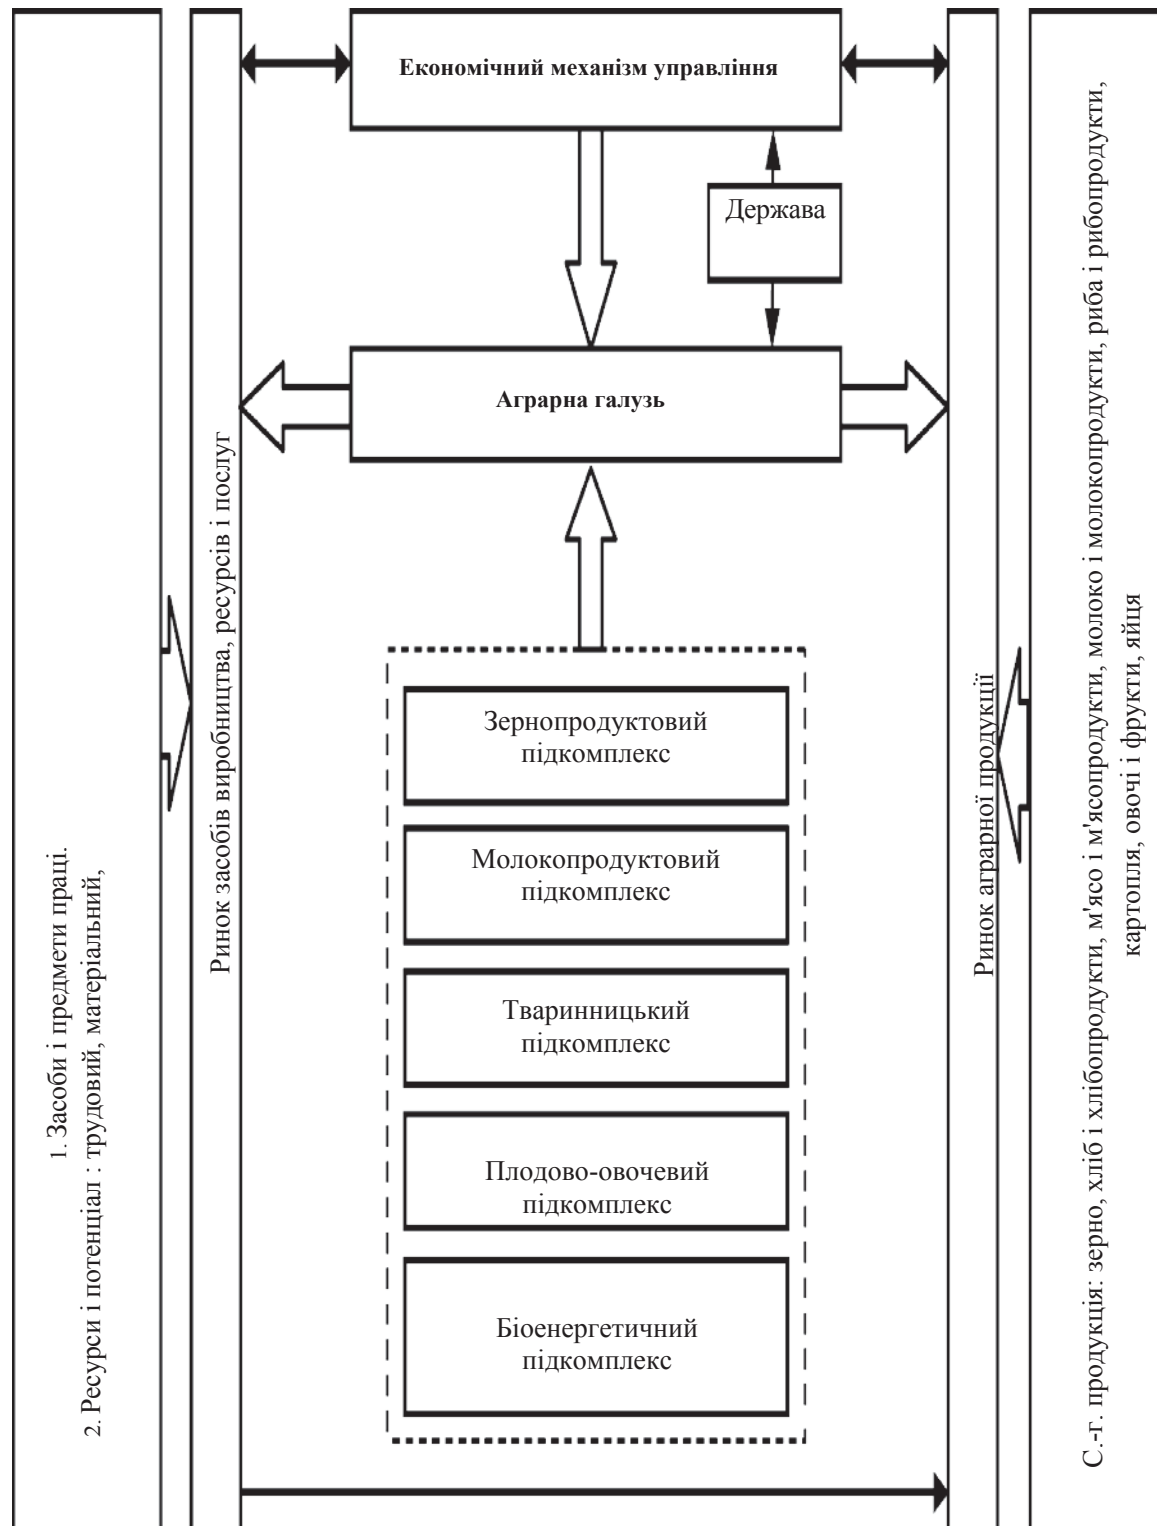 1. Засоби і предмети праці.
2. Ресурси і потенціал : трудовий, матеріальний,
Ринок засобів виробництва, ресурсів і послуг
Економічний механізм управління
Держава
Аграрна галузь
Зернопродуктовий
підкомплекс
Молокопродуктовий
підкомплекс
Тваринницький
підкомплекс
Плодово-овочевий
підкомплекс
Біоенергетичний
підкомплекс
Ринок аграрної продукції
С.-г. продукція: зерно, хліб і хлібопродукти, м'ясо і м'ясопродукти, молоко і молокопродукти, риба і рибопродукти,
картопля, овочі і фрукти, яйця